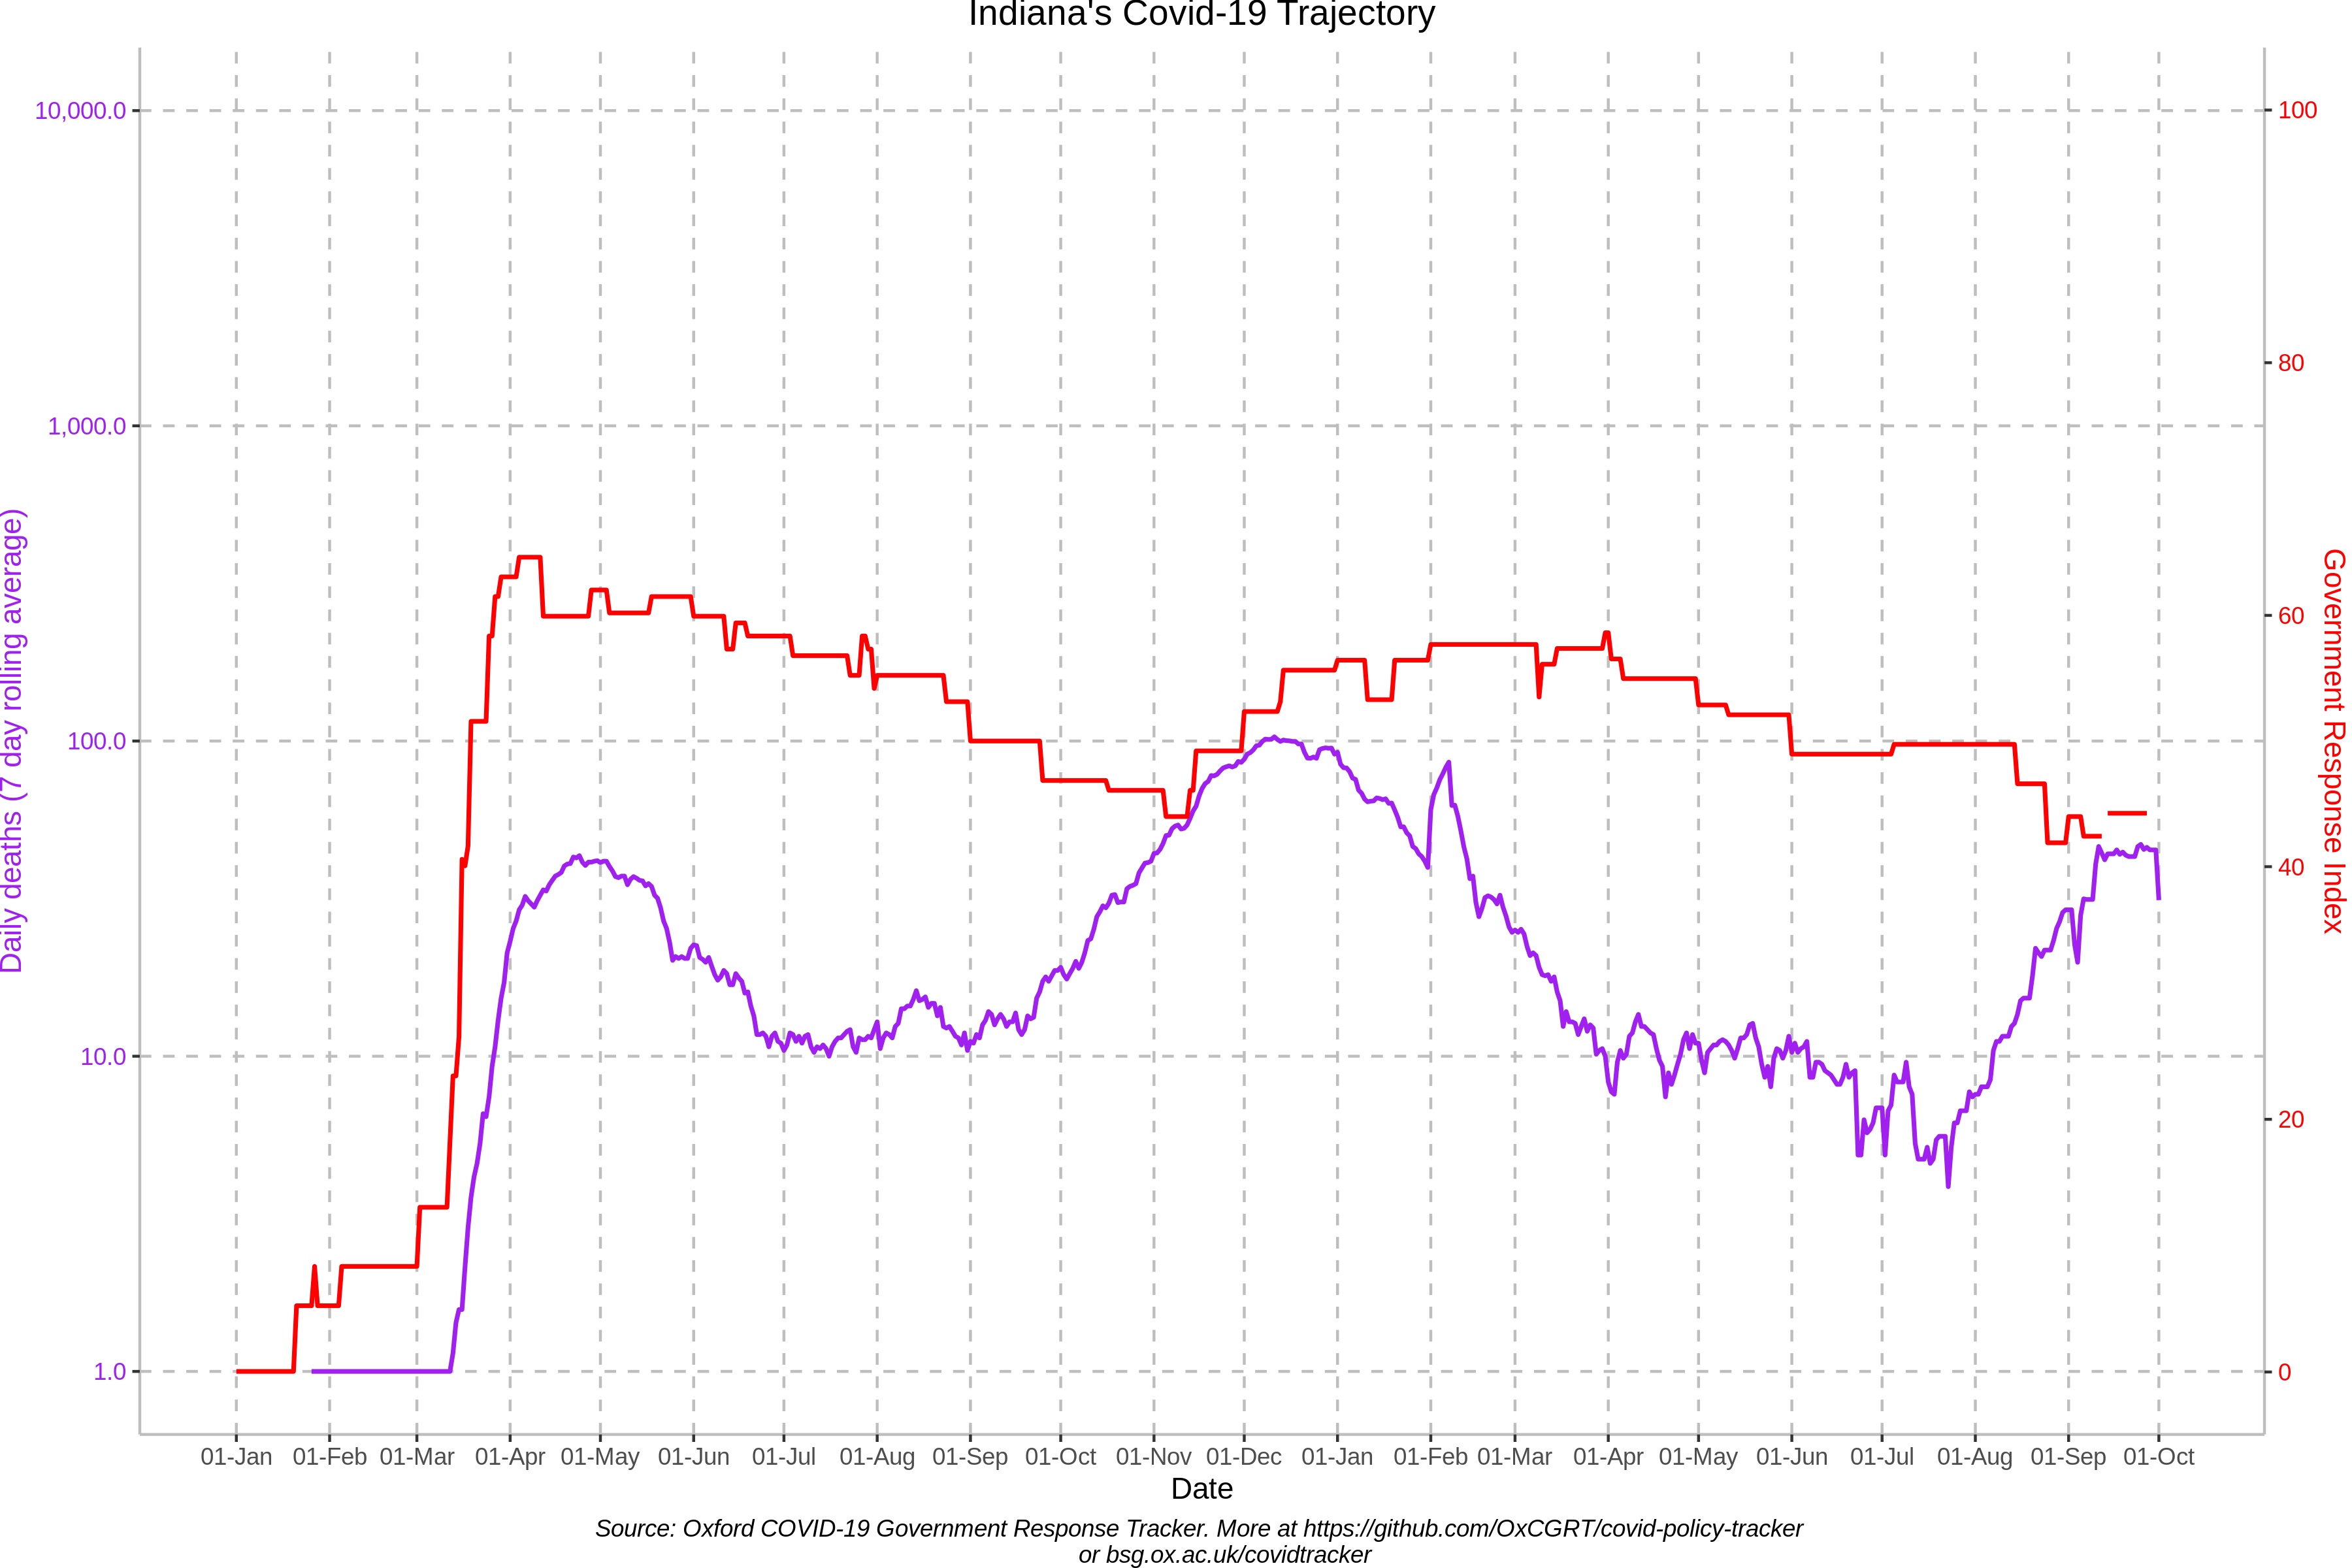 Indiana's Covid-19 Trajectory
10,000.0
1,000.0
100.0
10.0
1.0
Daily deaths (7 day rolling average)
100
80
60
40
20
0
Government Response Index
01-Jan 01-Feb 01-Mar 01-Apr 01-May 01-Jun 01-Jul 01-Aug 01-Sep 01-Oct 01-Nov 01-Dec 01-Jan 01-Feb 01-Mar 01-Apr 01-May 01-Jun 01-Jul 01-Aug 01-Sep 01-Oct
Date
Source: Oxford COVID-19 Government Response Tracker. More at https://github.com/OxCGRT/covid-policy-tracker
or bsg.ox.ac.uk/covidtracker